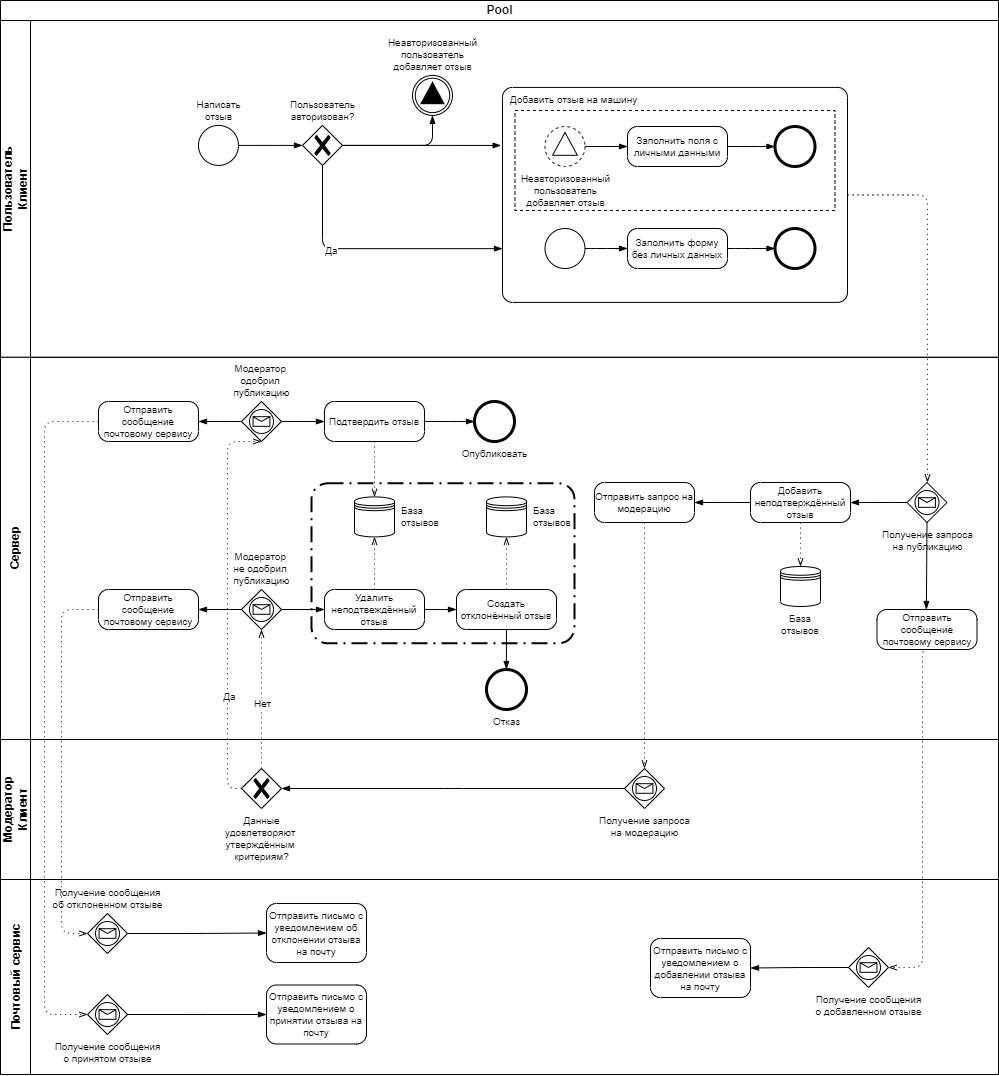 Pool
Пользователь
Клиент
Написать
отзыв
Пользователь
авторизован?
Неавторизованный
пользователь
добавляет отзыв
Да
Добавить отзыв на машину
Неавторизованный
пользователь
добавляет отзыв
Заполнить поля с
личными данными
Заполнить форму
без личных данных
Сервер
Отправить
сообщение
почтовому сервису
Модератор
одобрил
публикацию
Подтвердить отзыв
Опубликовать
База
отзывов
База
отзывов
Отправить запрос на
модерацию
Добавить
неподтверждённый
отзыв
Получение запроса
на публикацию
База
отзывов
Отправить
сообщение
почтовому сервису
Отправить
сообщение
почтовому сервису
Модератор
не одобрил
публикацию
Удалить
неподтвеждённый
отзыв
Создать
отклонённый отзыв
Отказ
Да
Нет
Модератор
Клиент
Данные
удовлетворяют
утверждённым
критериям?
Получение запроса
на модерацию
Почтовый сервис
Получение сообщения
об отклоненном отзыве
Отправить письмо с
уведомлением об
отклонении отзыва
на почту
Отправить письмо с
уведомлением о
добавлении отзыва
на почту
Получение сообщения
о добавленном отзыве
Отправить письмо с
уведомлением о
принятии отзыва на
почту
Получение сообщения
о принятом отзыве